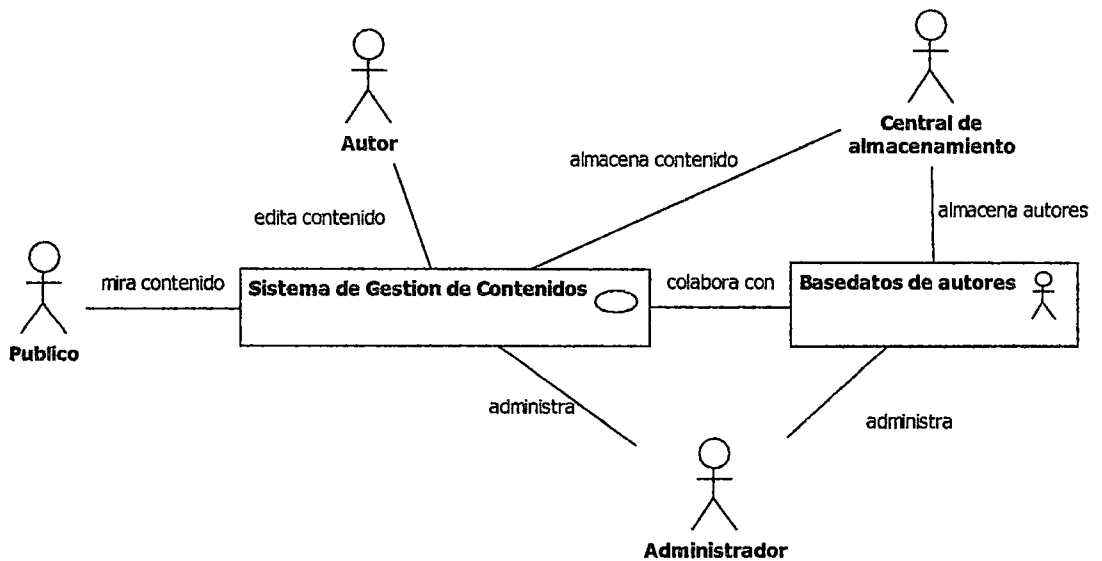 Autor
Central de
almacenamiento
almacena contenido
edita contenido
almacena autores
mira contenido
Sistema de Gestion de Contenidos
colabora con
Basedatos de autores
Publico
administra
administra
Administrador